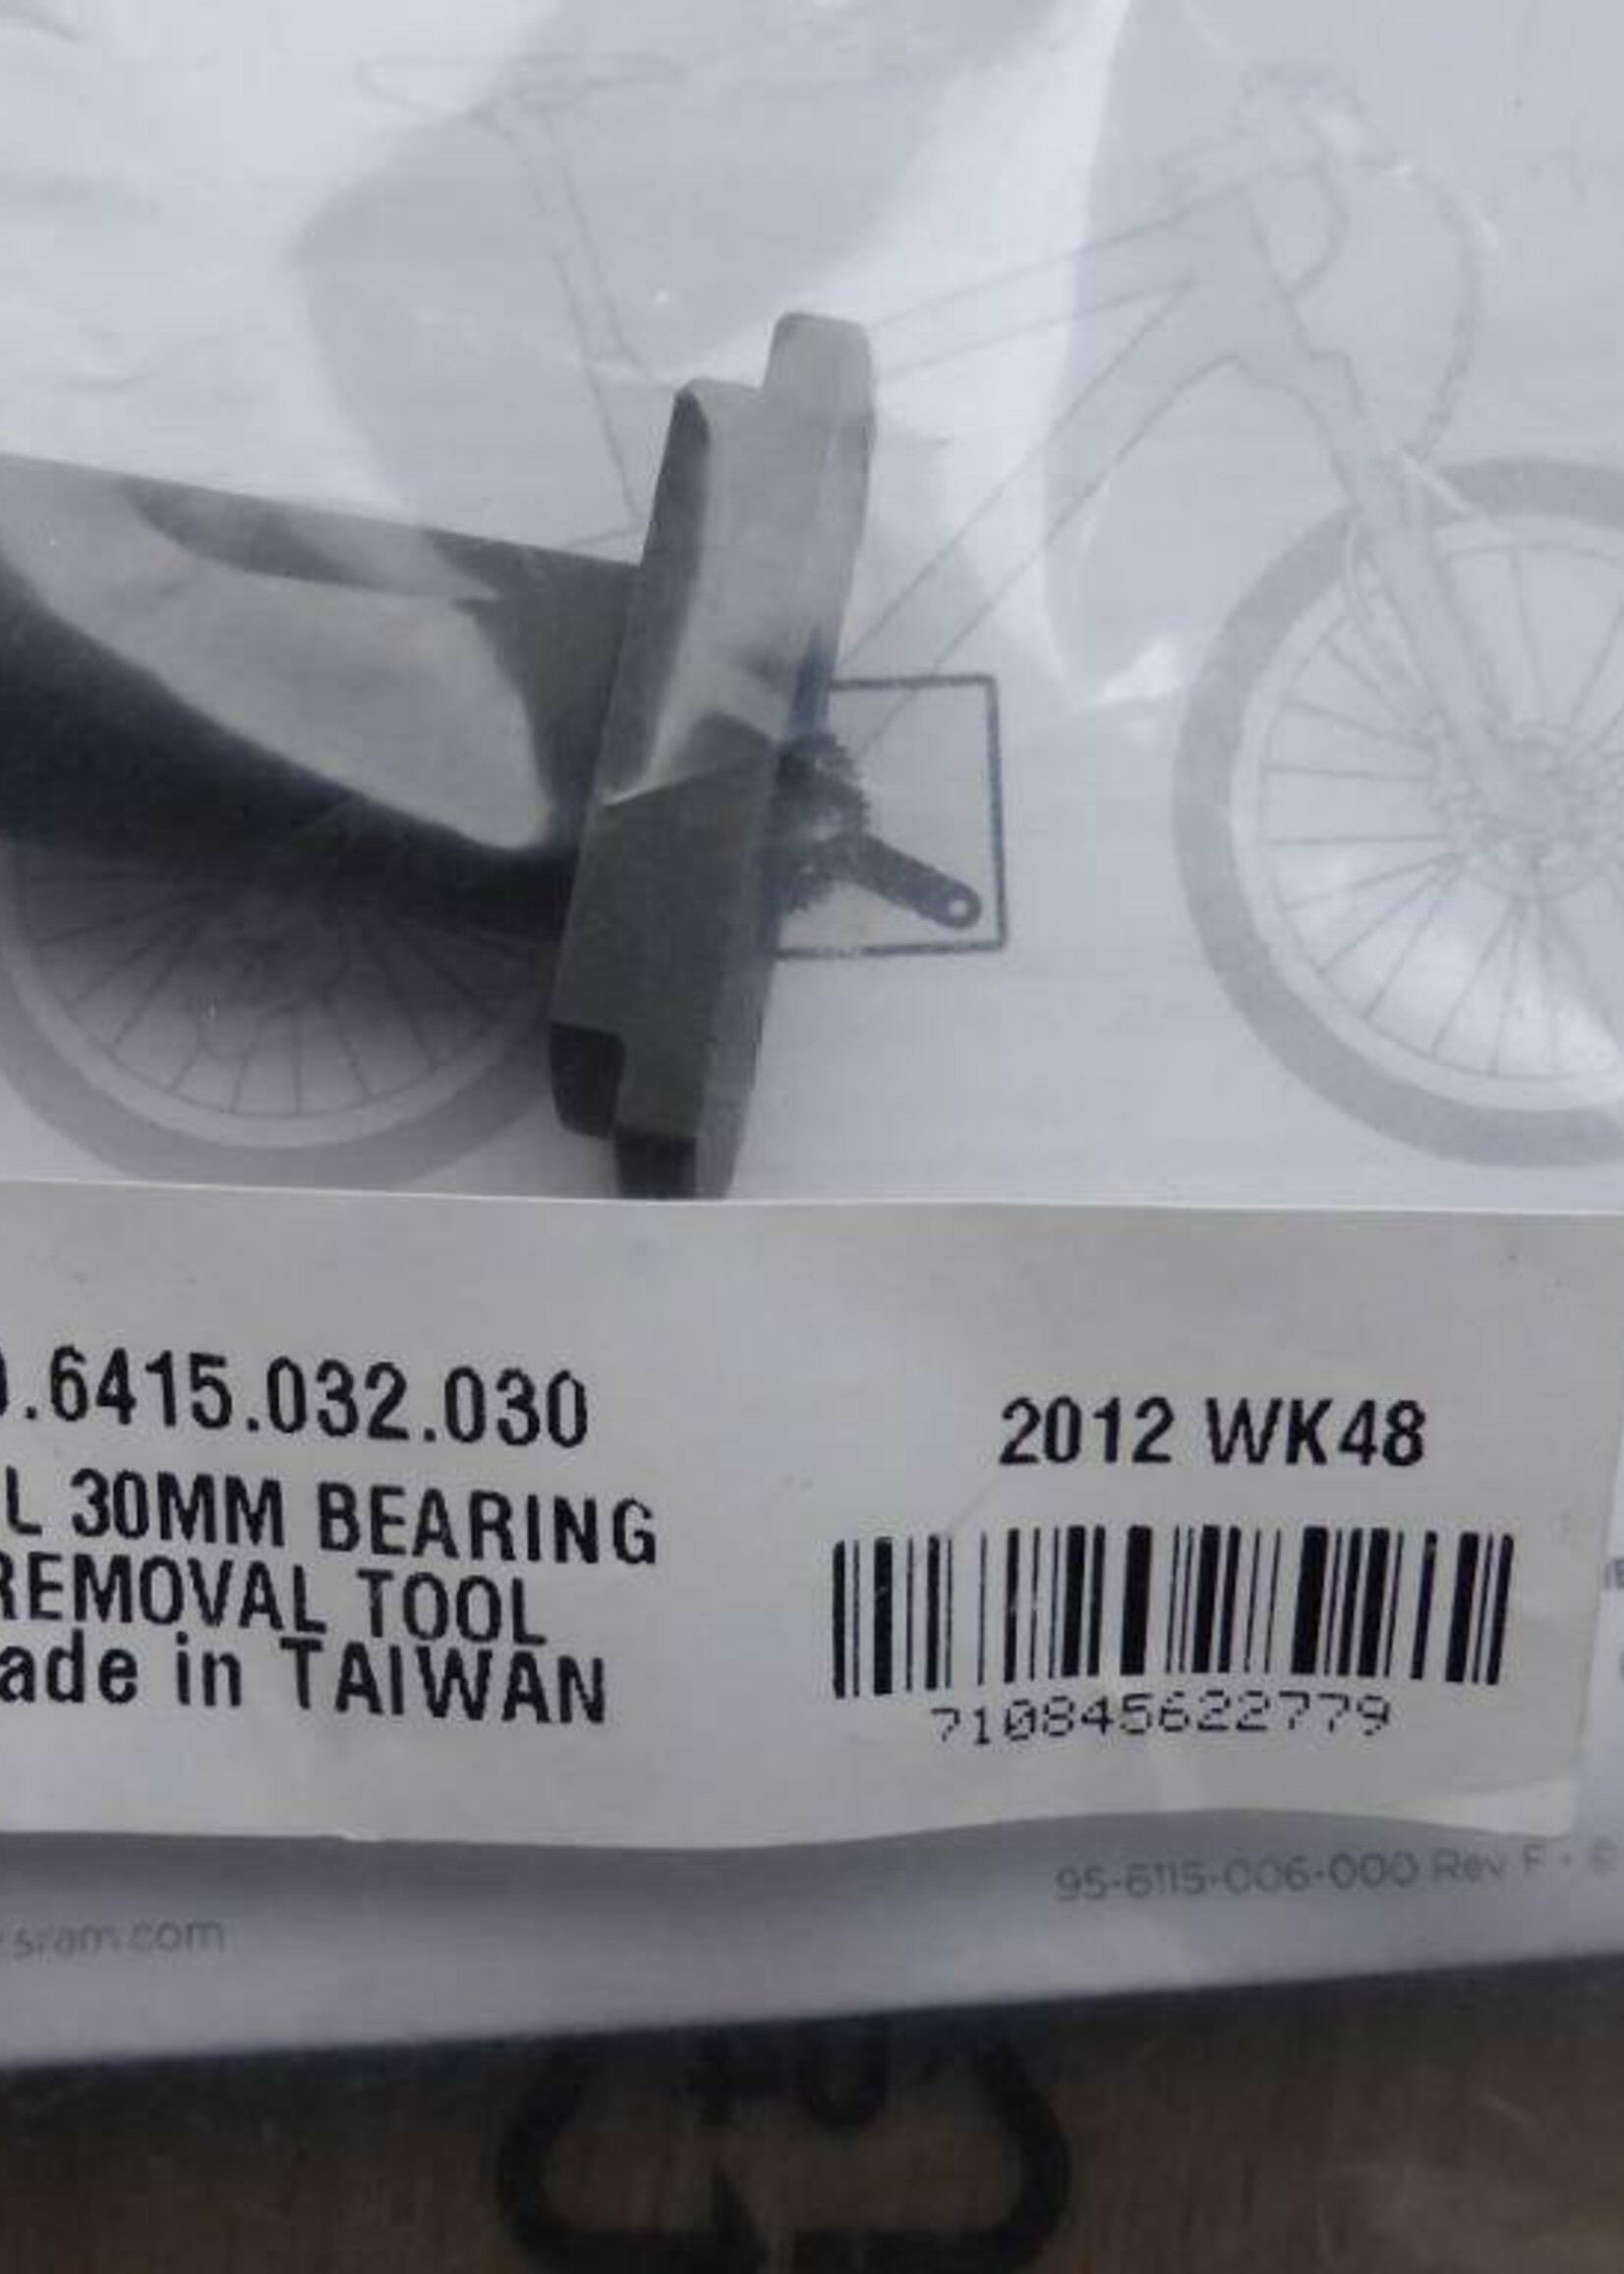 .6415.032.030
L 30MM BEARING
REMOVAL TOOL
ade in TAIWAN
2012 WK48
710845622779
95-6115-006-000 Rev F
sram.com